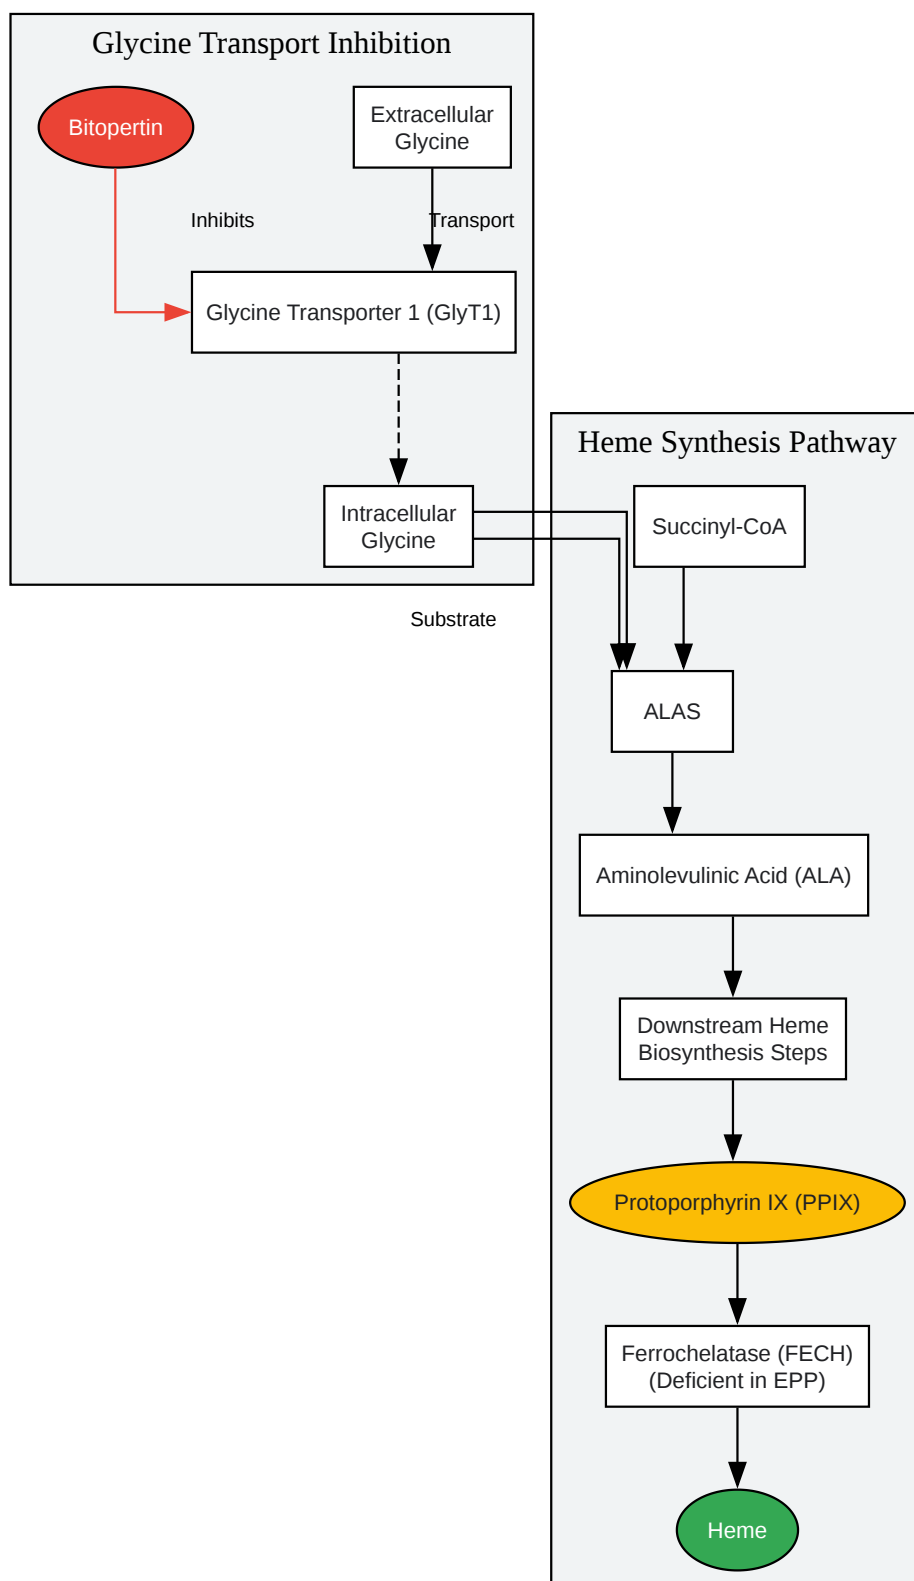 Glycine Transport Inhibition
Bitopertin
Extracellular
Glycine
Inhibits
Transport
Glycine Transporter 1 (GlyT1)
Intracellular
Glycine
Substrate
Heme Synthesis Pathway
Succinyl-CoA
ALAS
Aminolevulinic Acid (ALA)
Downstream Heme
Biosynthesis Steps
Protoporphyrin IX (PPIX)
Ferrochelatase (FECH)
(Deficient in EPP)
Heme